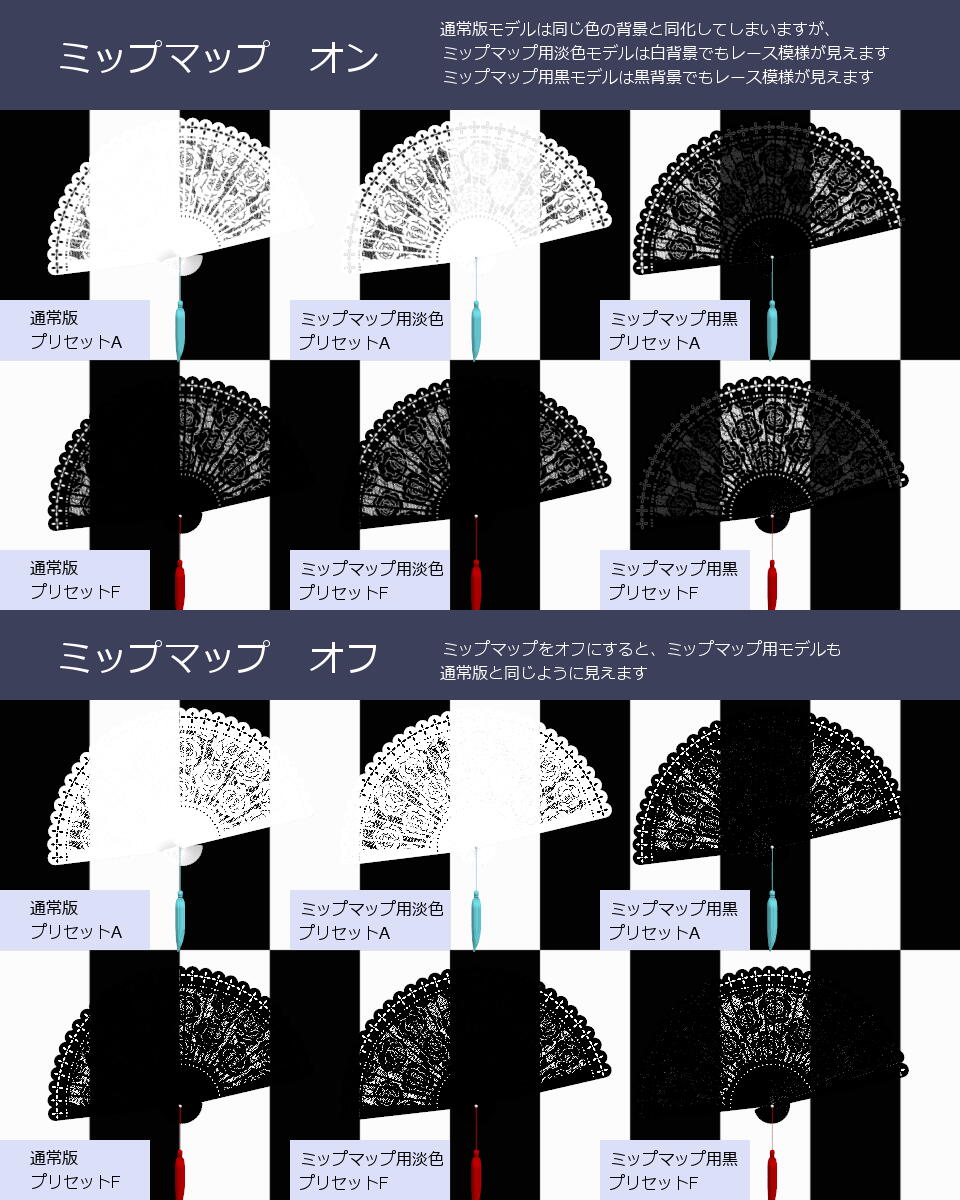 ミップマップ　オン
通常版モデルは同じ色の背景と同化してしまいますが、
ミップマップ用淡色モデルは白背景でもレース模様が見えます
ミップマップ用黒モデルは黒背景でもレース模様が見えます
通常版
プリセットA
ミップマップ用淡色
プリセットA
ミップマップ用黒
プリセットA
通常版
プリセットF
ミップマップ用淡色
プリセットF
ミップマップ用黒
プリセットF
ミップマップ　オフ
ミップマップをオフにすると、ミップマップ用モデルも
通常版と同じように見えます
通常版
プリセットA
ミップマップ用淡色
プリセットA
ミップマップ用黒
プリセットA
通常版
プリセットF
ミップマップ用淡色
プリセットF
ミップマップ用黒
プリセットF